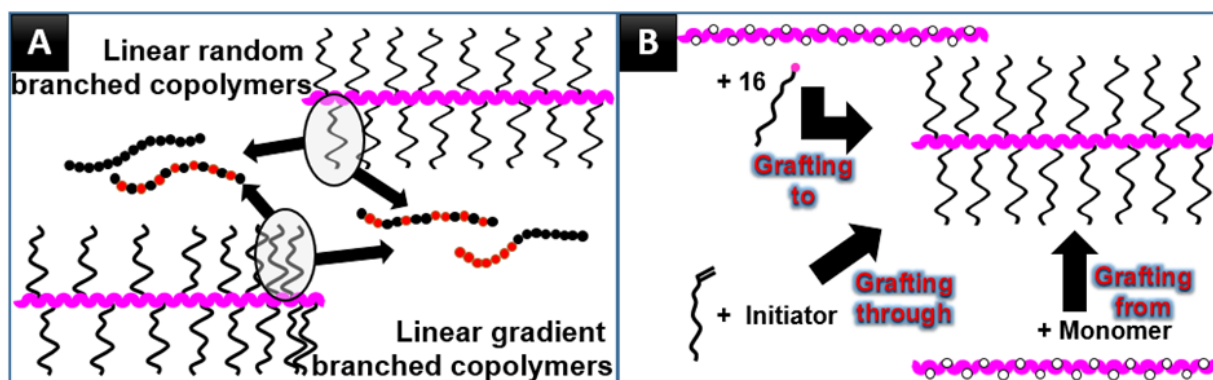 A
Linear random
branched copolymers
Linear gradient
branched copolymers
B
+ 16
Grafting
to
+ Initiator
Grafting
through
Grafting
from
+ Monomer